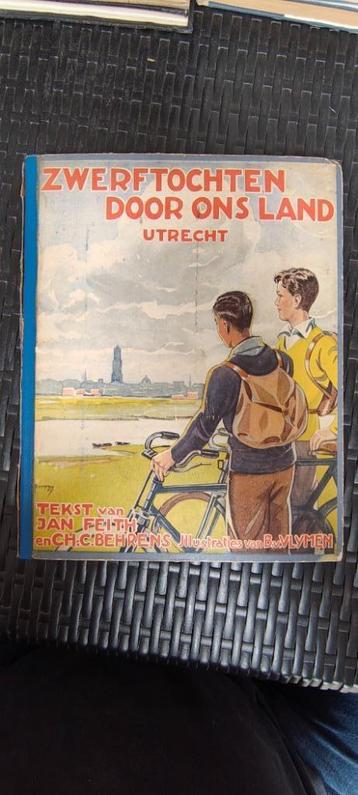 ZWERFTOCHTEN
DOOR ONS LAND
UTRECHT
TEKST van
JAN FEITH
en CH. C. BEHRENS Illustraties van B.v.VLYMEN